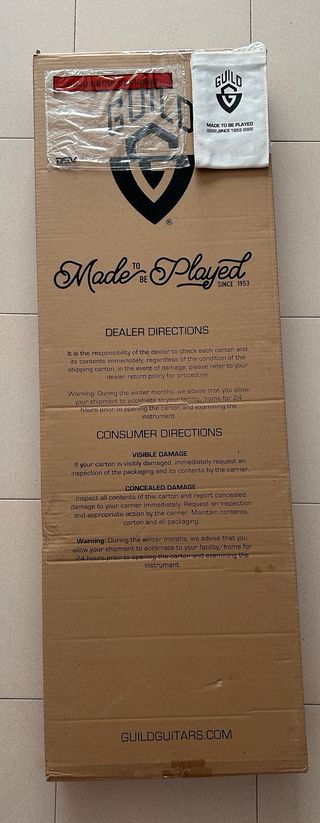 GUILD
G
GUILD
G
MADE TO BE PLAYED
SINCE 1953
®
Made TO BE Played
SINCE 1953
DEALER DIRECTIONS
It is the responsibility of the dealer to check each carton and
its contents immediately, regardless of the condition of the
shipping carton. In the event of damage, please refer to your
dealer return policy for procedure.
Warning: During the winter months, we advise that you allow
your shipment to acclimate to your facility/home for 24
hours prior to opening the carton and examining the
instrument.
CONSUMER DIRECTIONS
VISIBLE DAMAGE
If your carton is visibly damaged, immediately request an
inspection of the packaging and its contents by the carrier.
CONCEALED DAMAGE
Inspect all contents of this carton and report concealed
damage to your carrier immediately. Request an inspection
and appropriate action by the carrier. Maintain contents,
carton and all packaging.
Warning: During the winter months, we advise that you
allow your shipment to acclimate to your facility/home for
24 hours prior to opening the carton and examining the
instrument.
GUILDGUITARS.COM